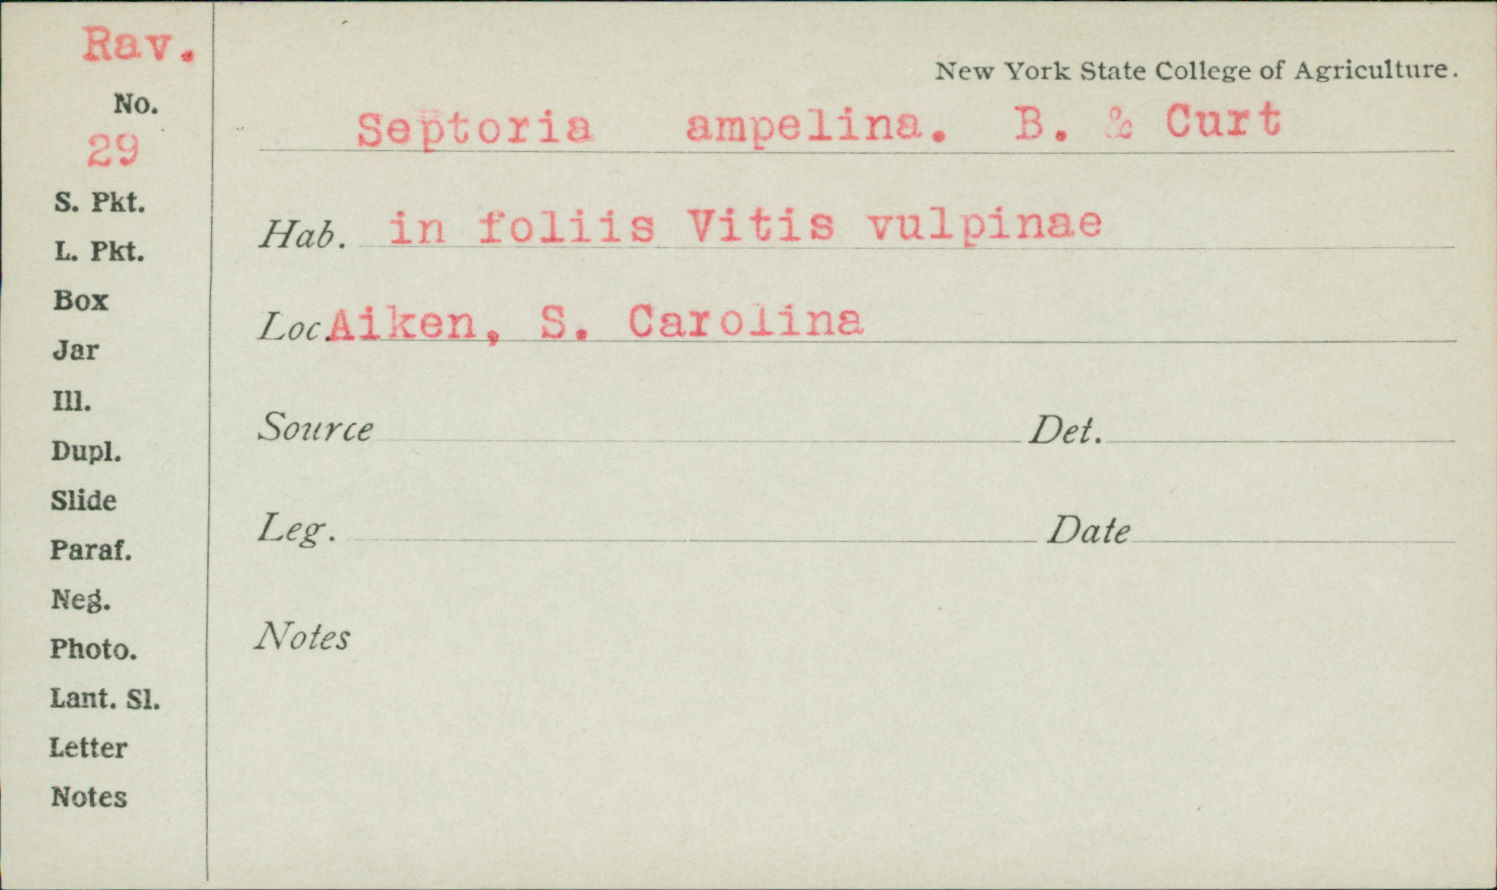 Rav.
No.
29
S. Pkt.
L. Pkt.
Box
Jar
Ill.
Dupl.
Slide
Paraf.
Neg.
Photo.
Lant. Sl.
Letter
Notes
New York State College of Agriculture.
Septoria ampelina. B. & Curt
Hab. in foliis Vitis vulpinae
Loc. Aiken, S. Carolina
Source Det.
Leg. Date
Notes